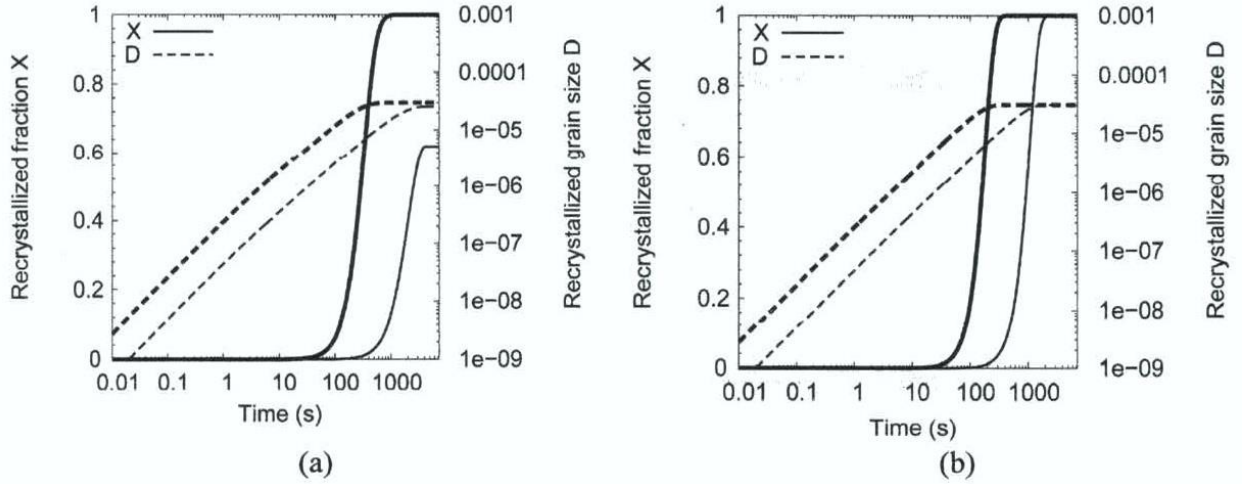 Recrystallized fraction X
1
0.8
0.6
0.4
0.2
0
X
D
0.01 0.1 1 10 100 1000
Time (s)
0.001
0.0001
1e−05
1e−06
1e−07
1e−08
1e−09
Recrystallized grain size D
(a)
Recrystallized fraction X
1
0.8
0.6
0.4
0.2
0
X
D
0.01 0.1 1 10 100 1000
Time (s)
0.001
0.0001
1e−05
1e−06
1e−07
1e−08
1e−09
Recrystallized grain size D
(b)